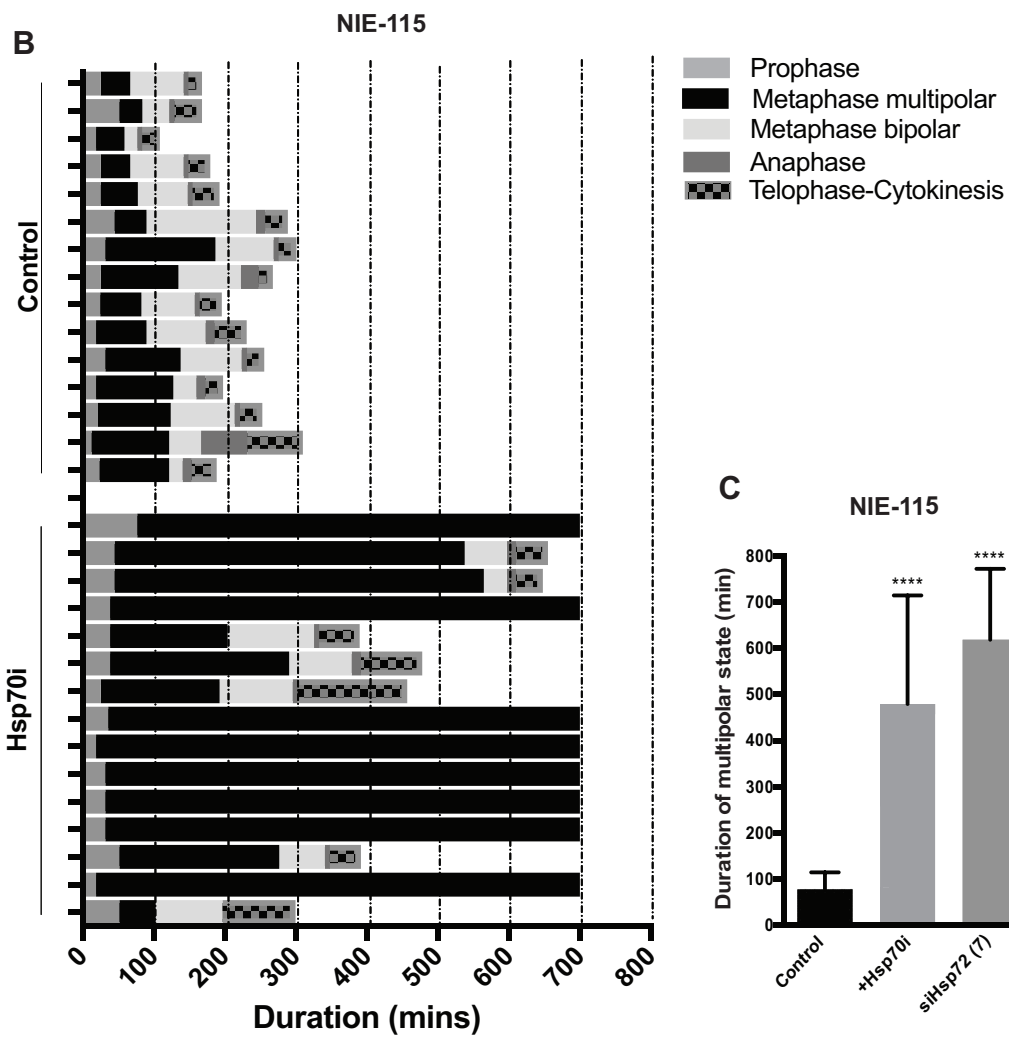 B
NIE-115
Prophase
Metaphase multipolar
Metaphase bipolar
Anaphase
Telophase-Cytokinesis
Control
Hsp70i
0
100
200
300
400
500
600
700
800
Duration (mins)
C
NIE-115
Duration of multipolar state (min)
800
700
600
500
400
300
200
100
0
****
****
Control
+Hsp70i
siHsp72 (7)